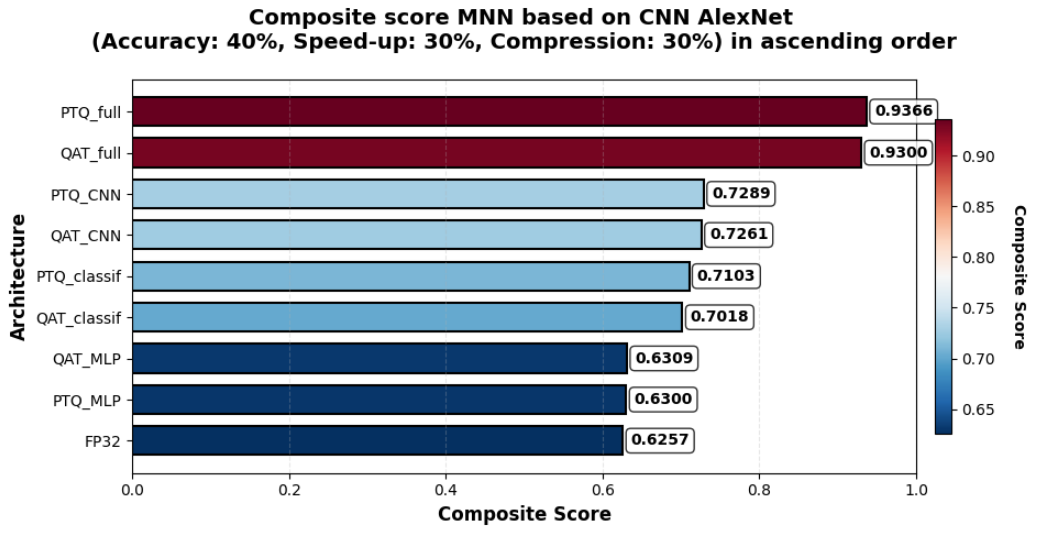 Composite score MNN based on CNN AlexNet
(Accuracy: 40%, Speed-up: 30%, Compression: 30%) in ascending order
Architecture
PTQ_full 0.9366
QAT_full 0.9300
PTQ_CNN 0.7289
QAT_CNN 0.7261
PTQ_classif 0.7103
QAT_classif 0.7018
QAT_MLP 0.6309
PTQ_MLP 0.6300
FP32 0.6257
0.0 0.2 0.4 0.6 0.8 1.0
Composite Score
0.90
0.85
0.80
0.75
0.70
0.65
Composite Score